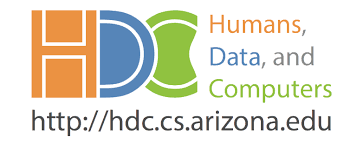 HDC
Humans,
Data, and
Computers
http://hdc.cs.arizona.edu